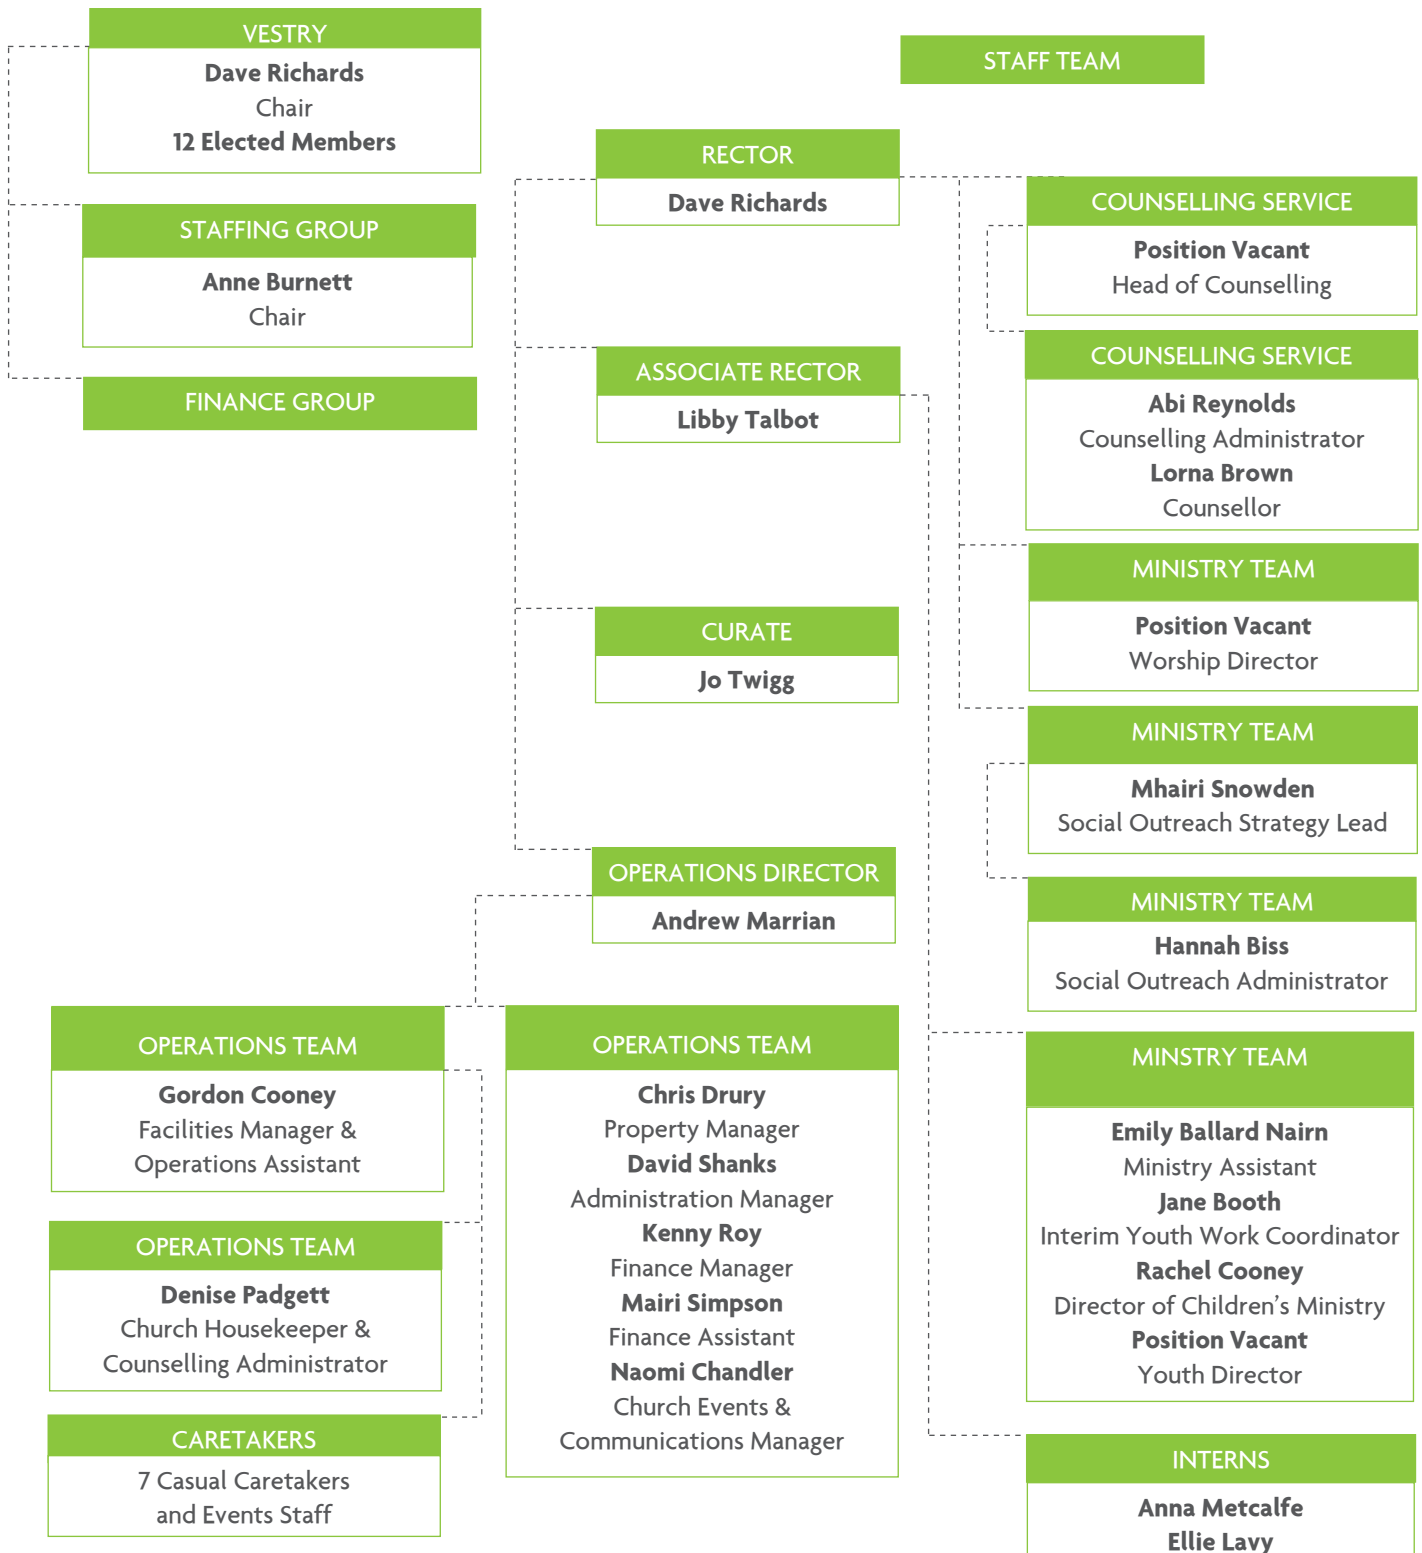 VESTRY
Dave Richards
Chair
12 Elected Members
STAFFING GROUP
Anne Burnett
Chair
FINANCE GROUP
STAFF TEAM
RECTOR
Dave Richards
ASSOCIATE RECTOR
Libby Talbot
CURATE
Jo Twigg
OPERATIONS DIRECTOR
Andrew Marrian
OPERATIONS TEAM
Gordon Cooney
Facilities Manager &
Operations Assistant
OPERATIONS TEAM
Denise Padgett
Church Housekeeper &
Counselling Administrator
CARETAKERS
7 Casual Caretakers
and Events Staff
OPERATIONS TEAM
Chris Drury
Property Manager
David Shanks
Administration Manager
Kenny Roy
Finance Manager
Mairi Simpson
Finance Assistant
Naomi Chandler
Church Events &
Communications Manager
COUNSELLING SERVICE
Position Vacant
Head of Counselling
COUNSELLING SERVICE
Abi Reynolds
Counselling Administrator
Lorna Brown
Counsellor
MINISTRY TEAM
Position Vacant
Worship Director
MINISTRY TEAM
Mhairi Snowden
Social Outreach Strategy Lead
MINISTRY TEAM
Hannah Biss
Social Outreach Administrator
MINSTRY TEAM
Emily Ballard Nairn
Ministry Assistant
Jane Booth
Interim Youth Work Coordinator
Rachel Cooney
Director of Children's Ministry
Position Vacant
Youth Director
INTERNS
Anna Metcalfe
Ellie Lavy